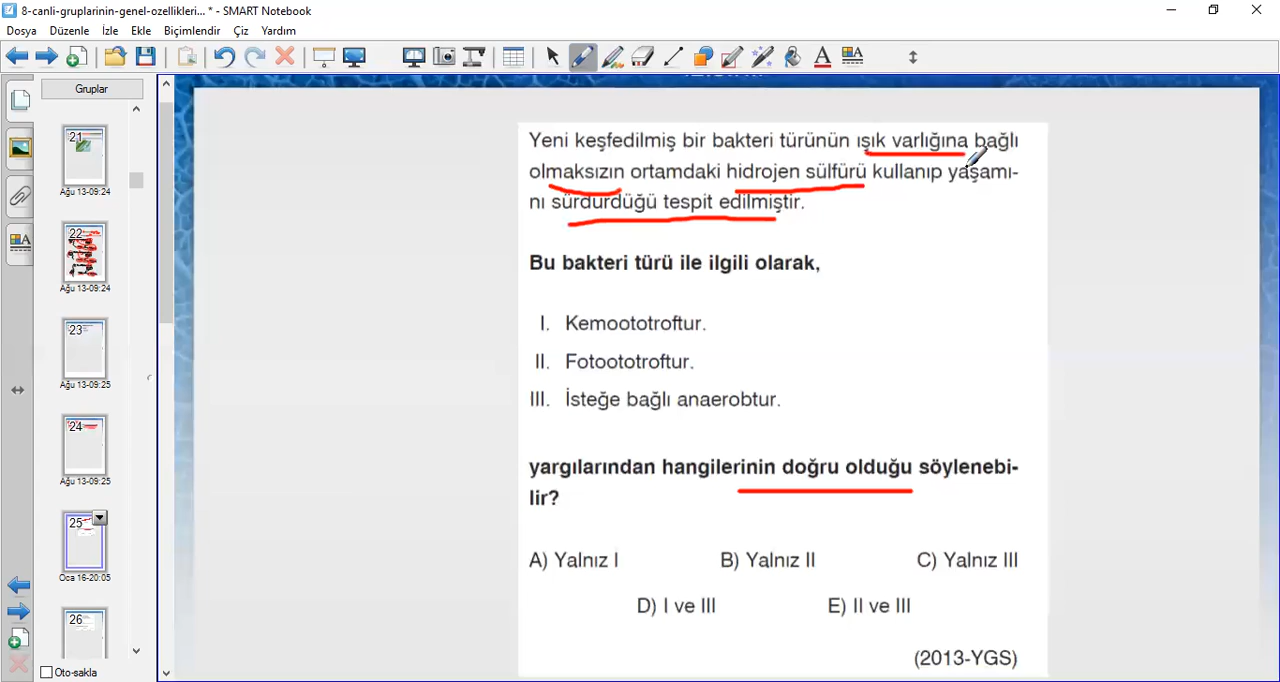 8-canli-gruplarinin-genel-ozellikleri... * - SMART Notebook
Dosya Düzenle İzle Ekle Biçimlendir Çiz Yardım
Gruplar
21
Ağu 13-09:24
22
Ağu 13-09:24
23
Ağu 13-09:25
24
Ağu 13-09:25
25
Oca 16-20:05
26
Oto-sakla
Yeni keşfedilmiş bir bakteri türünün ışık varlığına bağlı
olmaksızın ortamdaki hidrojen sülfürü kullanıp yaşamı-
nı sürdürdüğü tespit edilmiştir.
Bu bakteri türü ile ilgili olarak,
I. Kemoototroftur.
II. Fotoototroftur.
III. İsteğe bağlı anaerobtur.
yargılarından hangilerinin doğru olduğu söylenebi-
lir?
A) Yalnız I B) Yalnız II C) Yalnız III
D) I ve III E) II ve III
(2013-YGS)